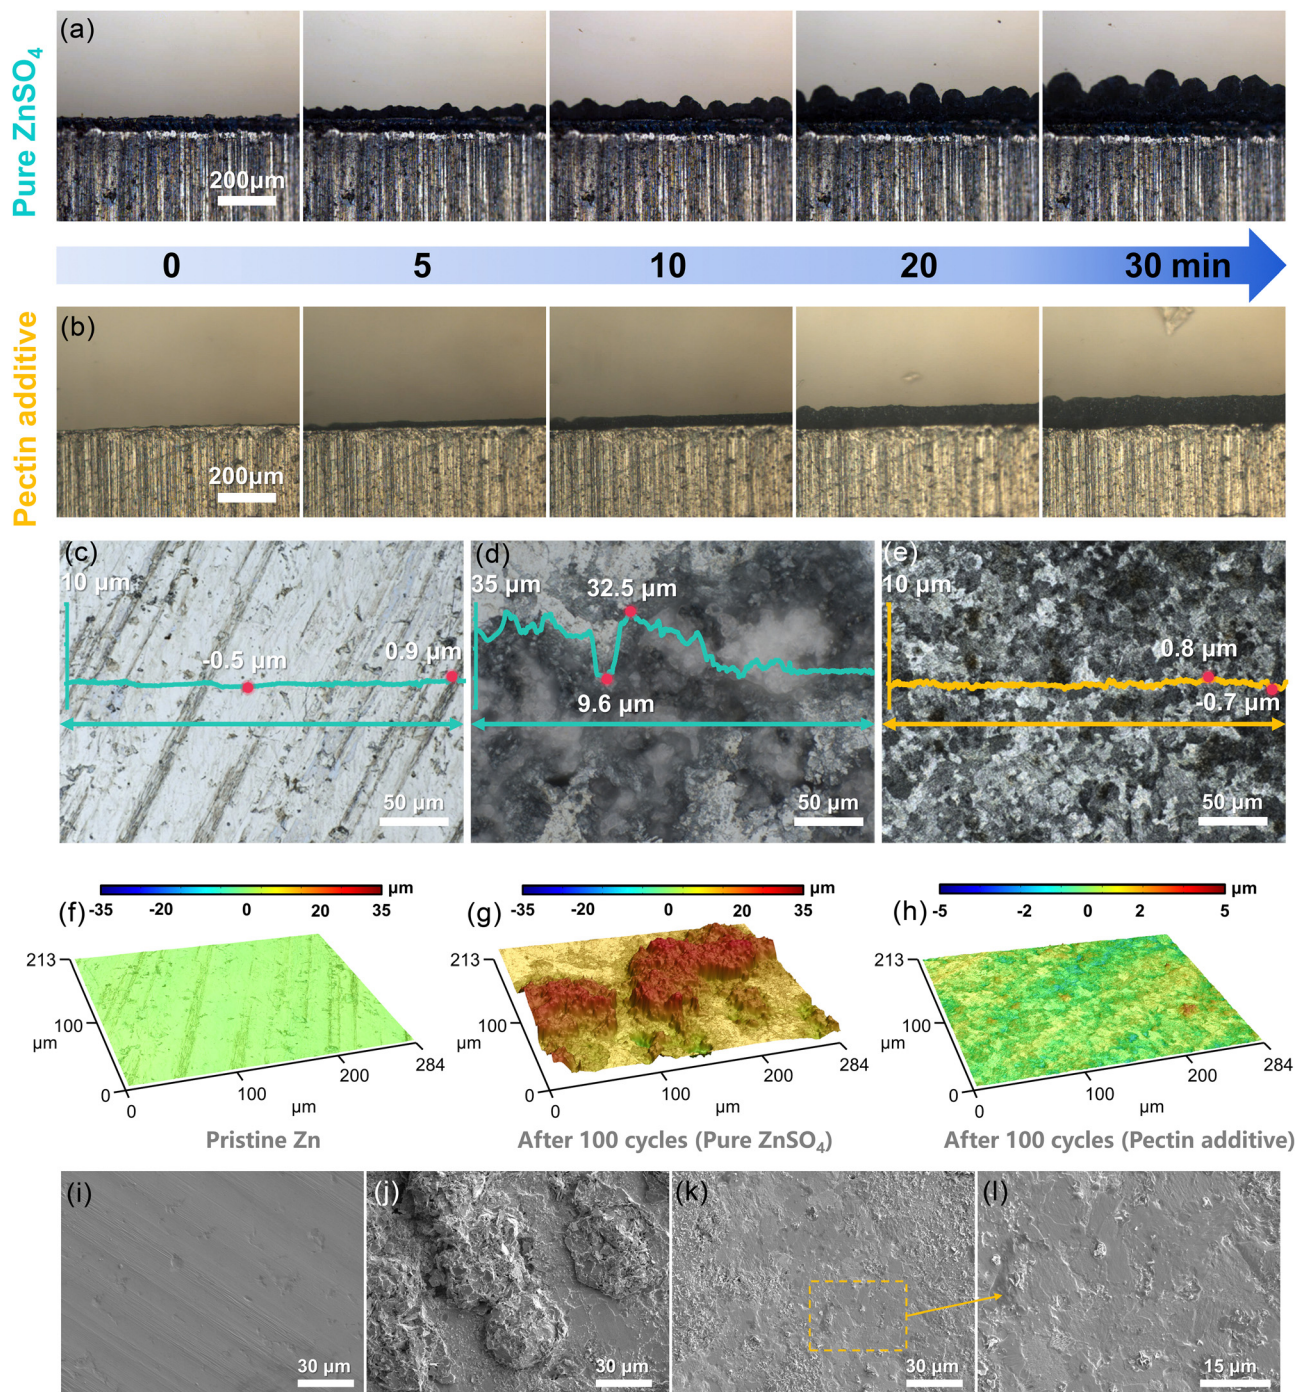 Pure ZnSO₄
(a)
200μm
0 5 10 20 30 min
Pectin additive
(b)
200μm
(c)
10 μm
-0.5 μm
0.9 μm
50 μm
(d)
35 μm
32.5 μm
9.6 μm
50 μm
(e)
10 μm
0.8 μm
-0.7 μm
50 μm
(f)
μm
-35 -20 0 20 35
213
100
μm
0
0
100
200
284
μm
Pristine Zn
(g)
μm
-35 -20 0 20 35
213
100
μm
0
0
100
200
284
μm
After 100 cycles (Pure ZnSO₄)
(h)
μm
-5 -2 0 2 5
213
100
μm
0
0
100
200
284
μm
After 100 cycles (Pectin additive)
(i)
30 μm
(j)
30 μm
(k)
30 μm
(l)
15 μm